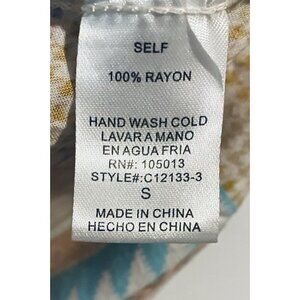 SELF
100% RAYON
HAND WASH COLD
LAVAR A MANO
EN AGUA FRIA
RN#: 105013
STYLE#:C12133-3
S
MADE IN CHINA
HECHO EN CHINA